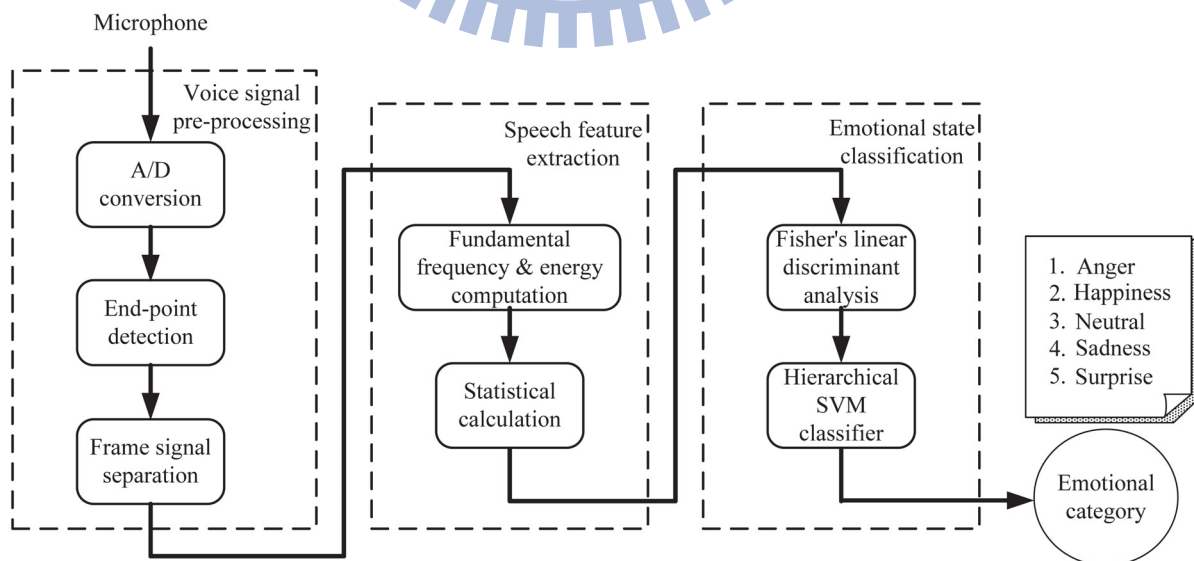 Microphone
Voice signal
pre-processing
A/D
conversion
End-point
detection
Frame signal
separation
Speech feature
extraction
Fundamental
frequency & energy
computation
Statistical
calculation
Emotional state
classification
Fisher's linear
discriminant
analysis
Hierarchical
SVM
classifier
1. Anger
2. Happiness
3. Neutral
4. Sadness
5. Surprise
Emotional
category